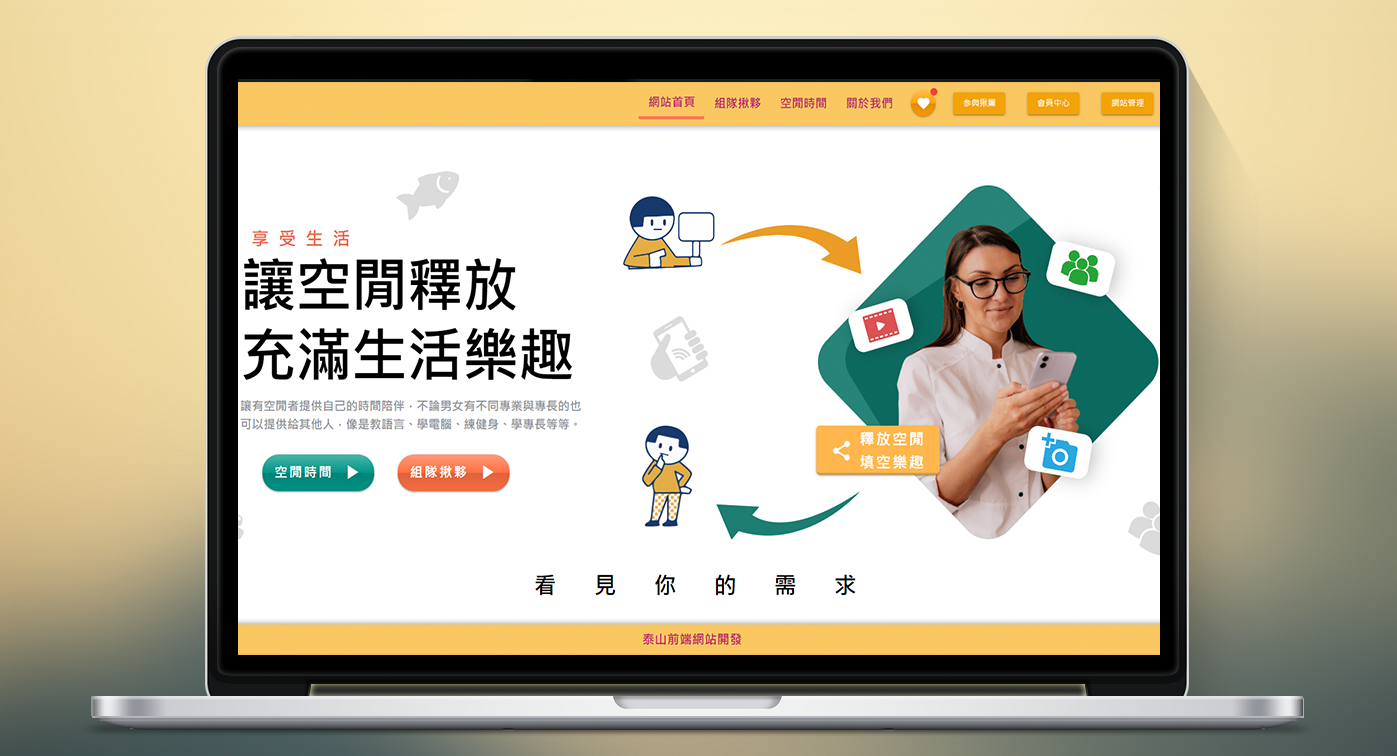 網站首頁
組隊揪夥
空閒時間
關於我們
參與揪團
會員中心
網站管理
享受生活
讓空閒釋放
充滿生活樂趣
讓有空閒者提供自己的時間陪伴，不論男女有不同專業與專長的也
可以提供給其他人，像是教語言、學電腦、練健身、學專長等等。
空閒時間
組隊揪夥
釋放空閒
填空樂趣
看見你的需求
泰山前端網站開發